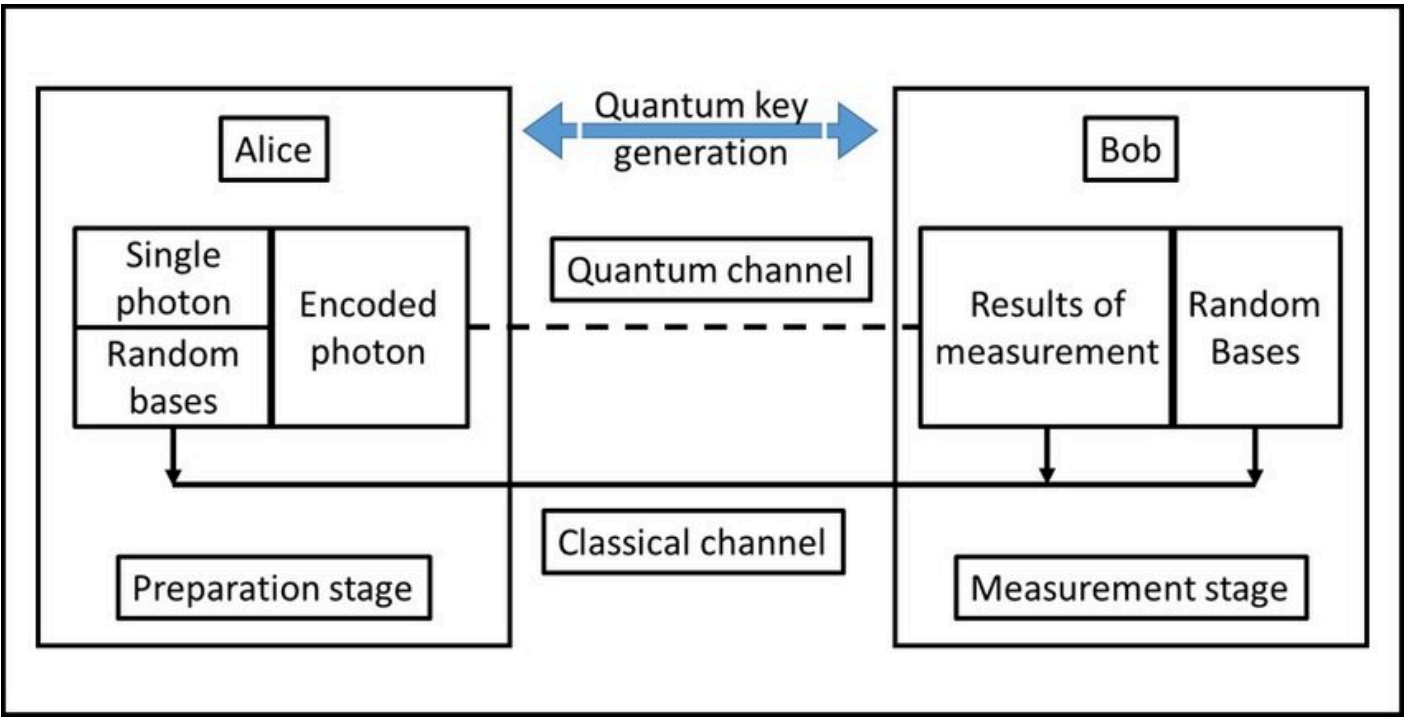 Quantum key
generation
Alice
Bob
Single
photon
Random
bases
Encoded
photon
Quantum channel
Results of
measurement
Random
Bases
Classical channel
Preparation stage
Measurement stage